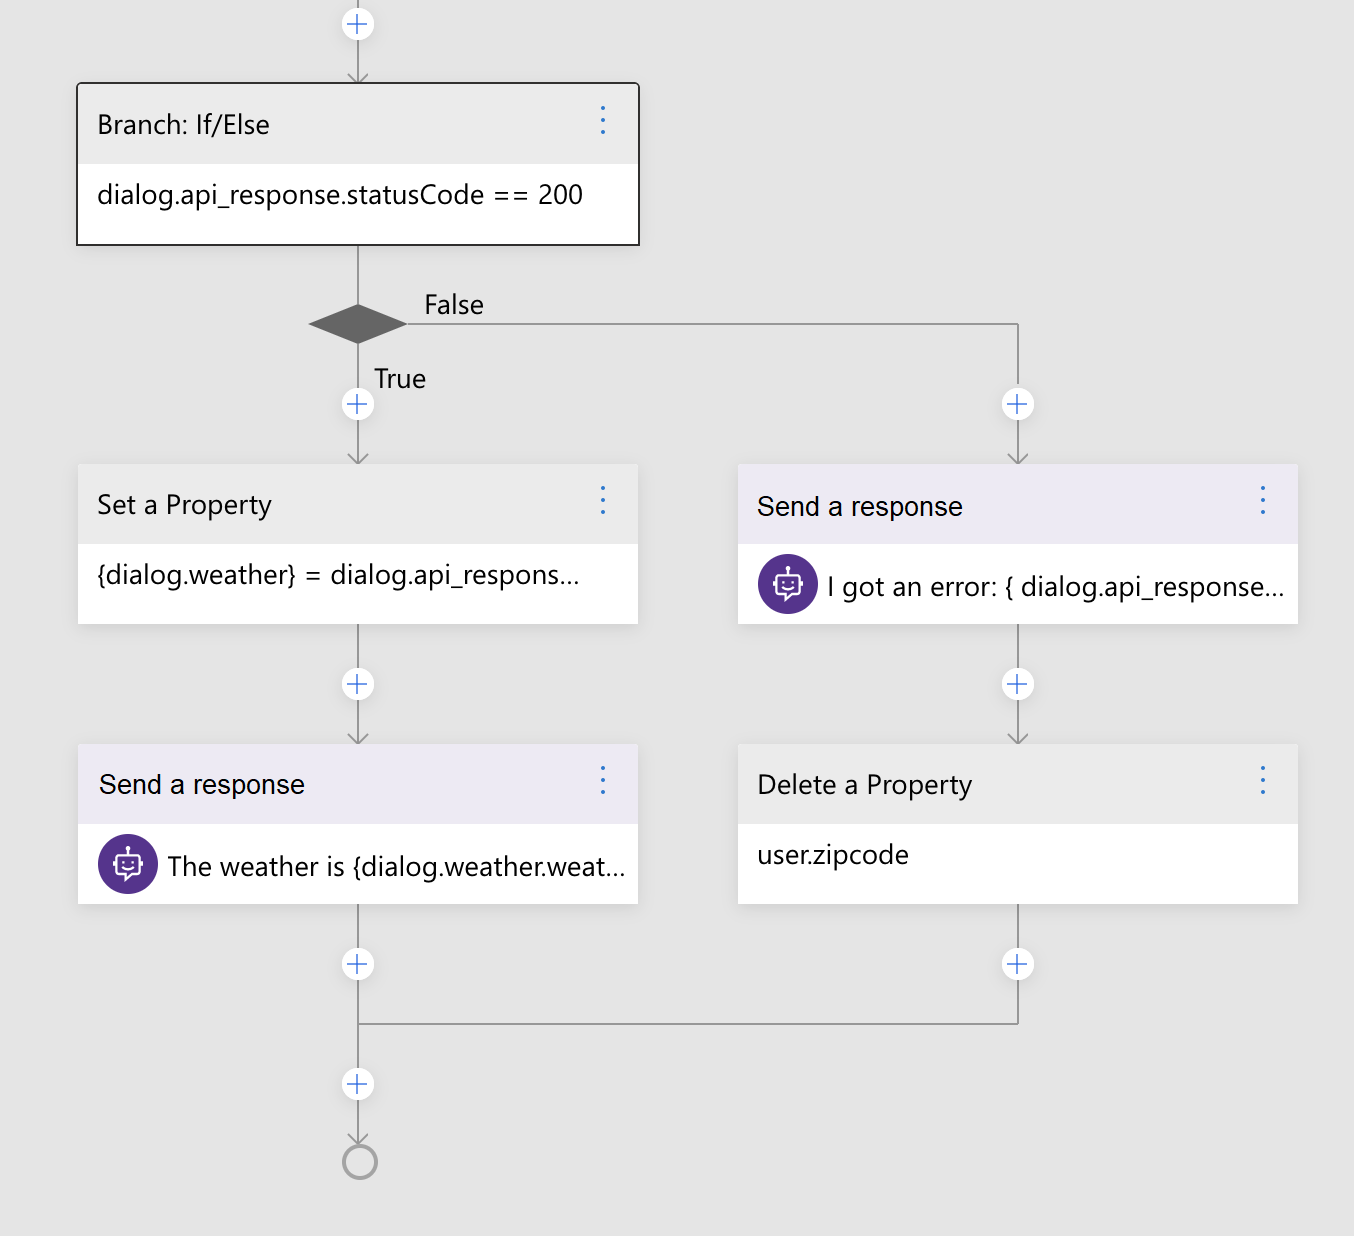 Branch: If/Else
dialog.api_response.statusCode == 200
False
True
Set a Property
{dialog.weather} = dialog.api_respons...
Send a response
I got an error: { dialog.api_response...
Send a response
The weather is {dialog.weather.weat...
Delete a Property
user.zipcode